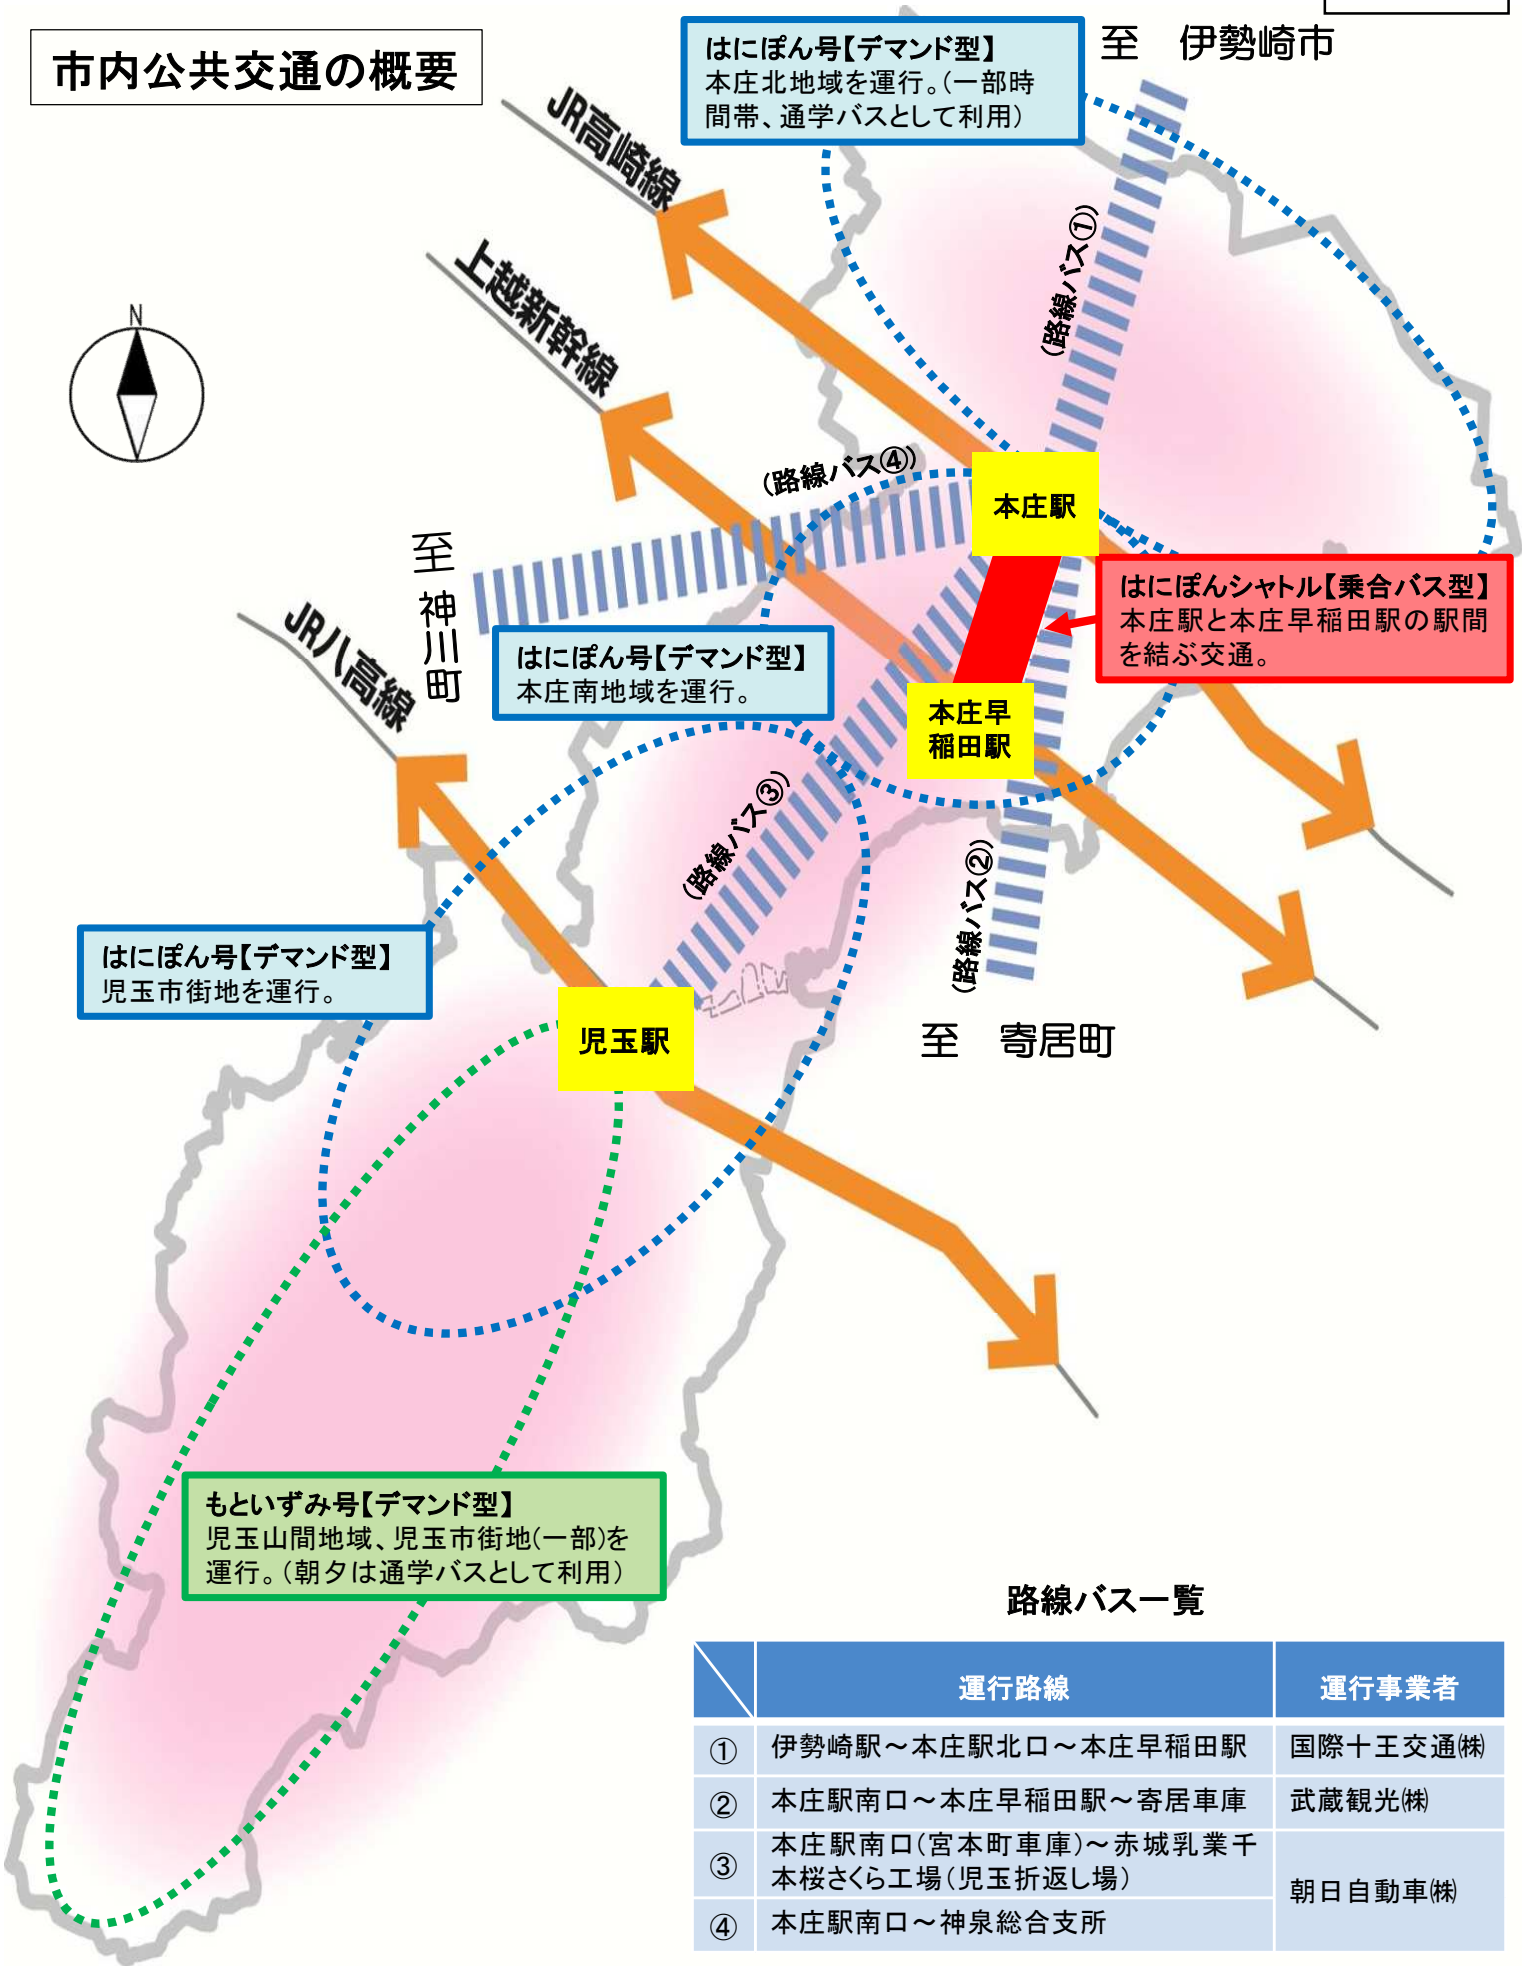 市内公共交通の概要
はにぽん号【デマンド型】
本庄北地域を運行。(一部時
間帯、通学バスとして利用)
至 伊勢崎市
JR高崎線
上越新幹線
N
(路線バス①)
(路線バス④)
本庄駅
至 神川町
はにぽんシャトル【乗合バス型】
本庄駅と本庄早稲田駅の駅間
を結ぶ交通。
JR八高線
はにぽん号【デマンド型】
本庄南地域を運行。
本庄早
稲田駅
(路線バス③)
(路線バス②)
はにぽん号【デマンド型】
児玉市街地を運行。
児玉駅
至 寄居町
もといずみ号【デマンド型】
児玉山間地域、児玉市街地(一部)を
運行。(朝夕は通学バスとして利用)
路線バス一覧
運行路線 運行事業者
① 伊勢崎駅～本庄駅北口～本庄早稲田駅 国際十王交通㈱
② 本庄駅南口～本庄早稲田駅～寄居車庫 武蔵観光㈱
③ 本庄駅南口(宮本町車庫)～赤城乳業千
本桜さくら工場(児玉折返し場)
朝日自動車㈱
④ 本庄駅南口～神泉総合支所